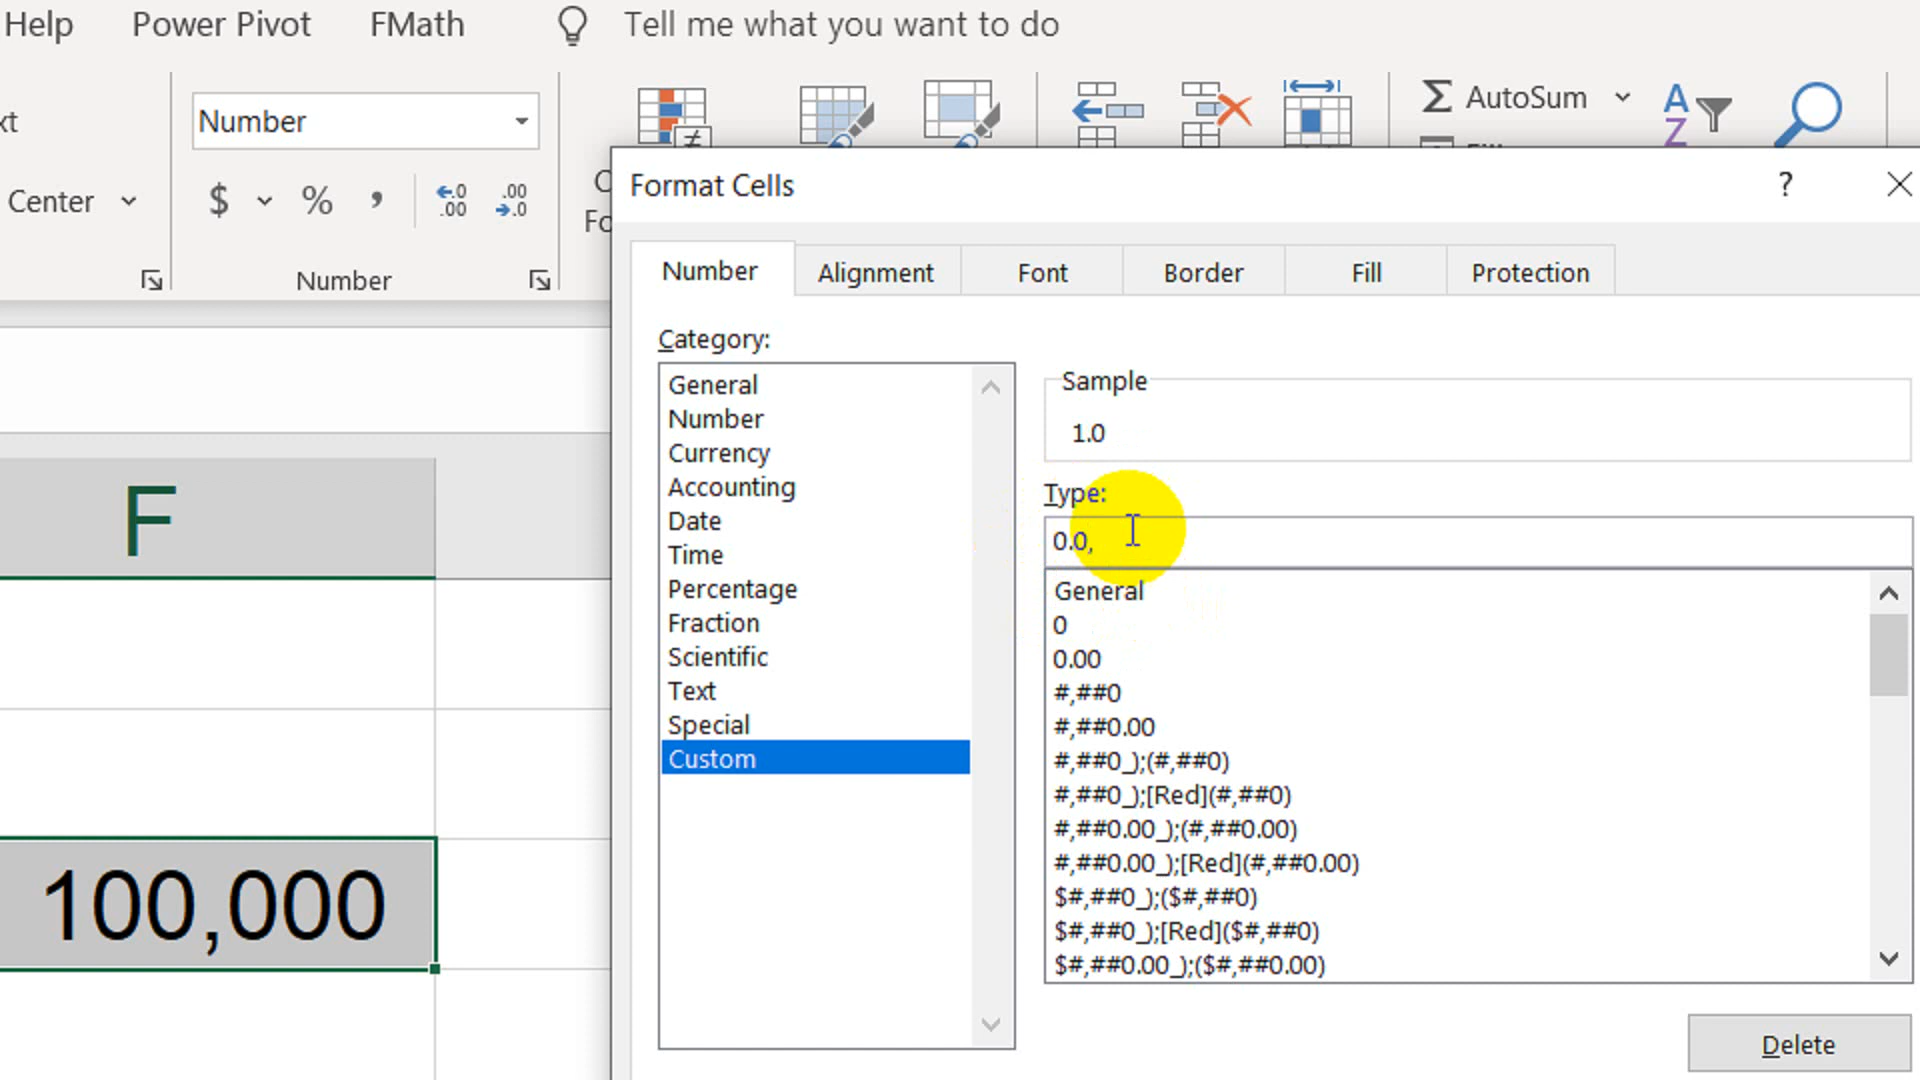 Help Power Pivot FMath Tell me what you want to do
xt Number AutoSum
Center $ % , .0 .00 .00 .0
Number
Format Cells ?
Number Alignment Font Border Fill Protection
Category:
General
Number
Currency
Accounting
Date
Time
Percentage
Fraction
Scientific
Text
Special
Custom
Sample
1.0
Type:
0.0,
General
0
0.00
#,##0
#,##0.00
#,##0_);(#,##0)
#,##0_);[Red](#,##0)
#,##0.00_);(#,##0.00)
#,##0.00_);[Red](#,##0.00)
$#,##0_);($#,##0)
$#,##0_);[Red]($#,##0)
$#,##0.00_);($#,##0.00)
Delete
F
100,000